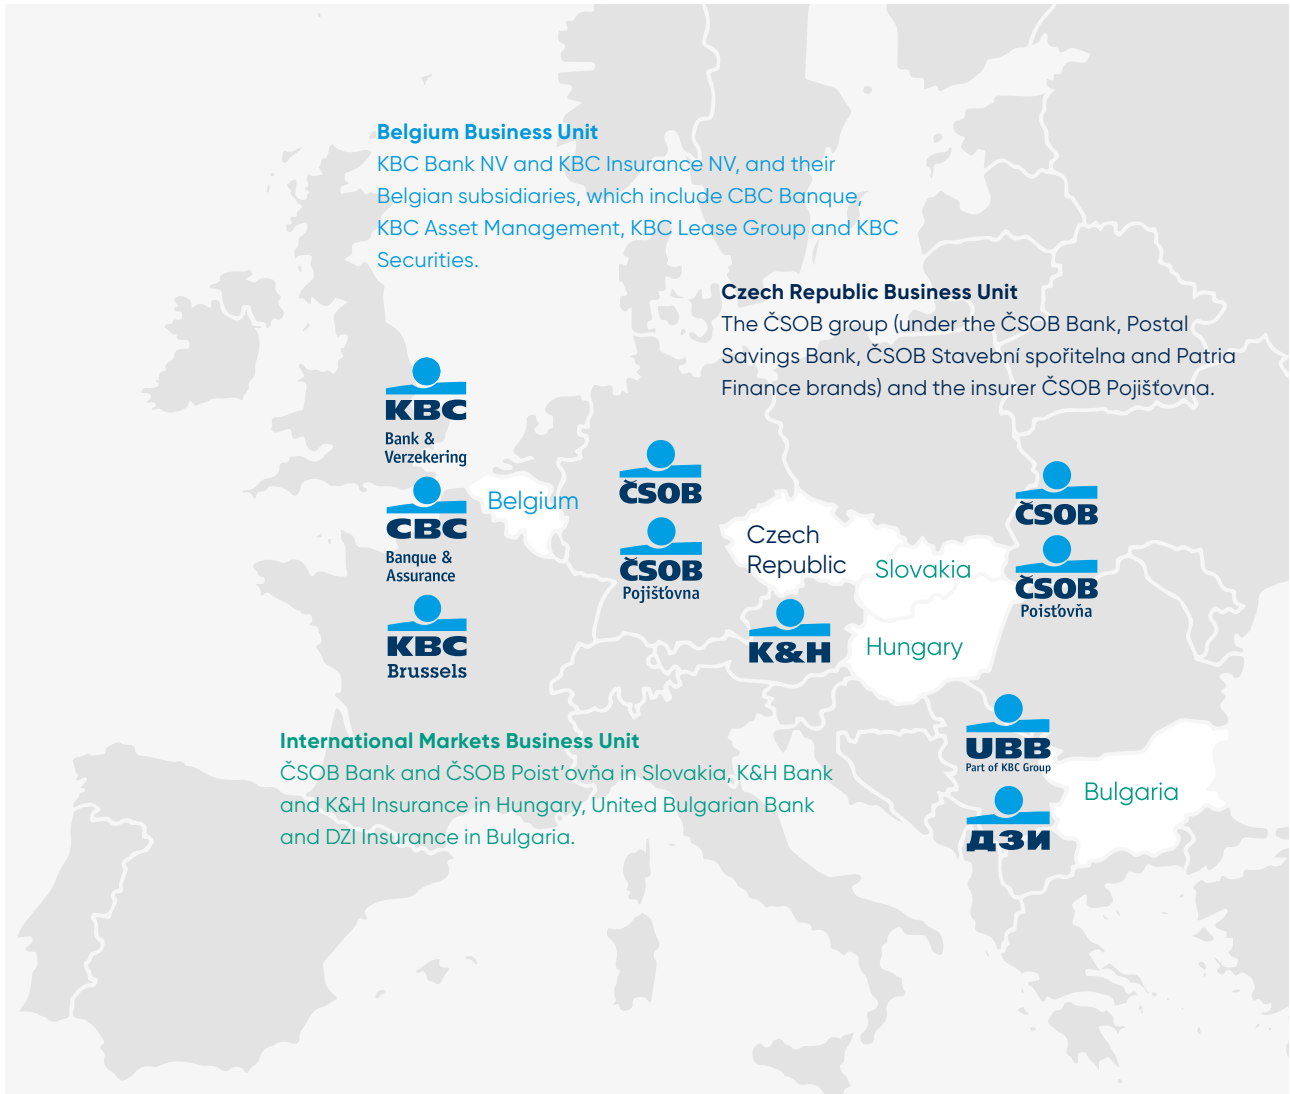 Belgium Business Unit
KBC Bank NV and KBC Insurance NV, and their
Belgian subsidiaries, which include CBC Banque,
KBC Asset Management, KBC Lease Group and KBC
Securities.
Czech Republic Business Unit
The ČSOB group (under the ČSOB Bank, Postal
Savings Bank, ČSOB Stavební spořitelna and Patria
Finance brands) and the insurer ČSOB Pojišťovna.
KBC
Bank &
Verzekering
CBC
Banque &
Assurance
KBC
Brussels
Belgium
ČSOB
ČSOB
Pojišťovna
Czech
Republic
Slovakia
ČSOB
ČSOB
Poisťovňa
K&H
Hungary
International Markets Business Unit
ČSOB Bank and ČSOB Poist’ovňa in Slovakia, K&H Bank
and K&H Insurance in Hungary, United Bulgarian Bank
and DZI Insurance in Bulgaria.
UBB
Part of KBC Group
ДЗИ
Bulgaria